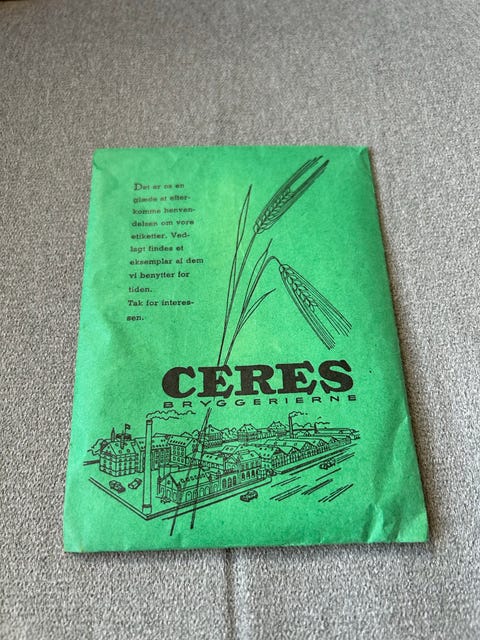 Det er os en
glæde at efter-
komme henven-
delsen om vore
etiketter. Ved-
lagt findes et
eksemplar af dem
vi benytter for
tiden.
Tak for interes-
sen.
CERES
BRYGGERIERNE